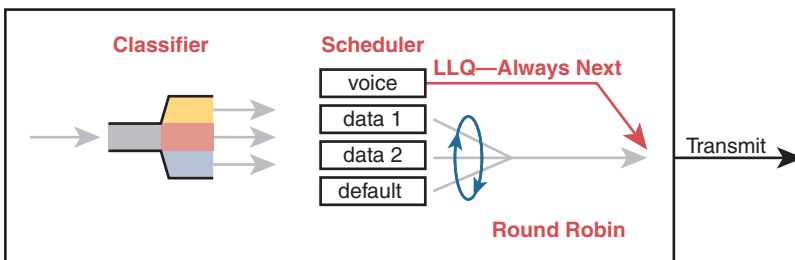 Classifier
Scheduler
LLQ—Always Next
voice
data 1
data 2
default
Transmit
Round Robin